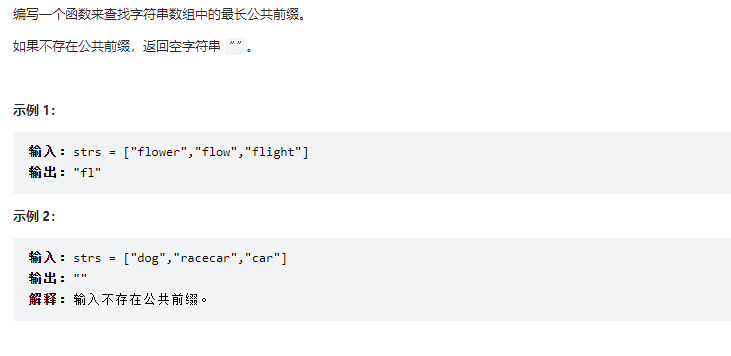 编写一个函数来查找字符串数组中的最长公共前缀。
如果不存在公共前缀，返回空字符串 ""。
示例 1：
输入：strs = ["flower","flow","flight"]
输出："fl"
示例 2：
输入：strs = ["dog","racecar","car"]
输出：""
解释：输入不存在公共前缀。